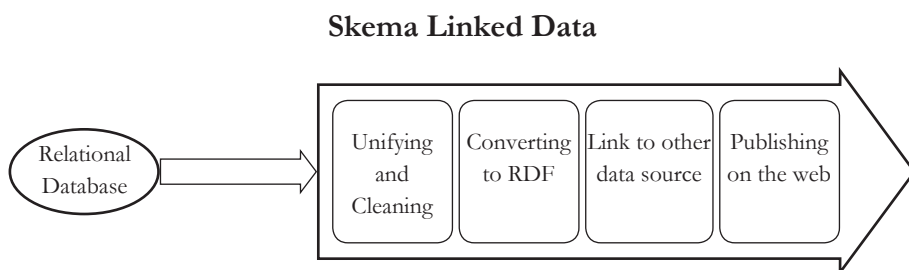 Skema Linked Data
Relational
Database
Unifying
and
Cleaning
Converting
to RDF
Link to other
data source
Publishing
on the web